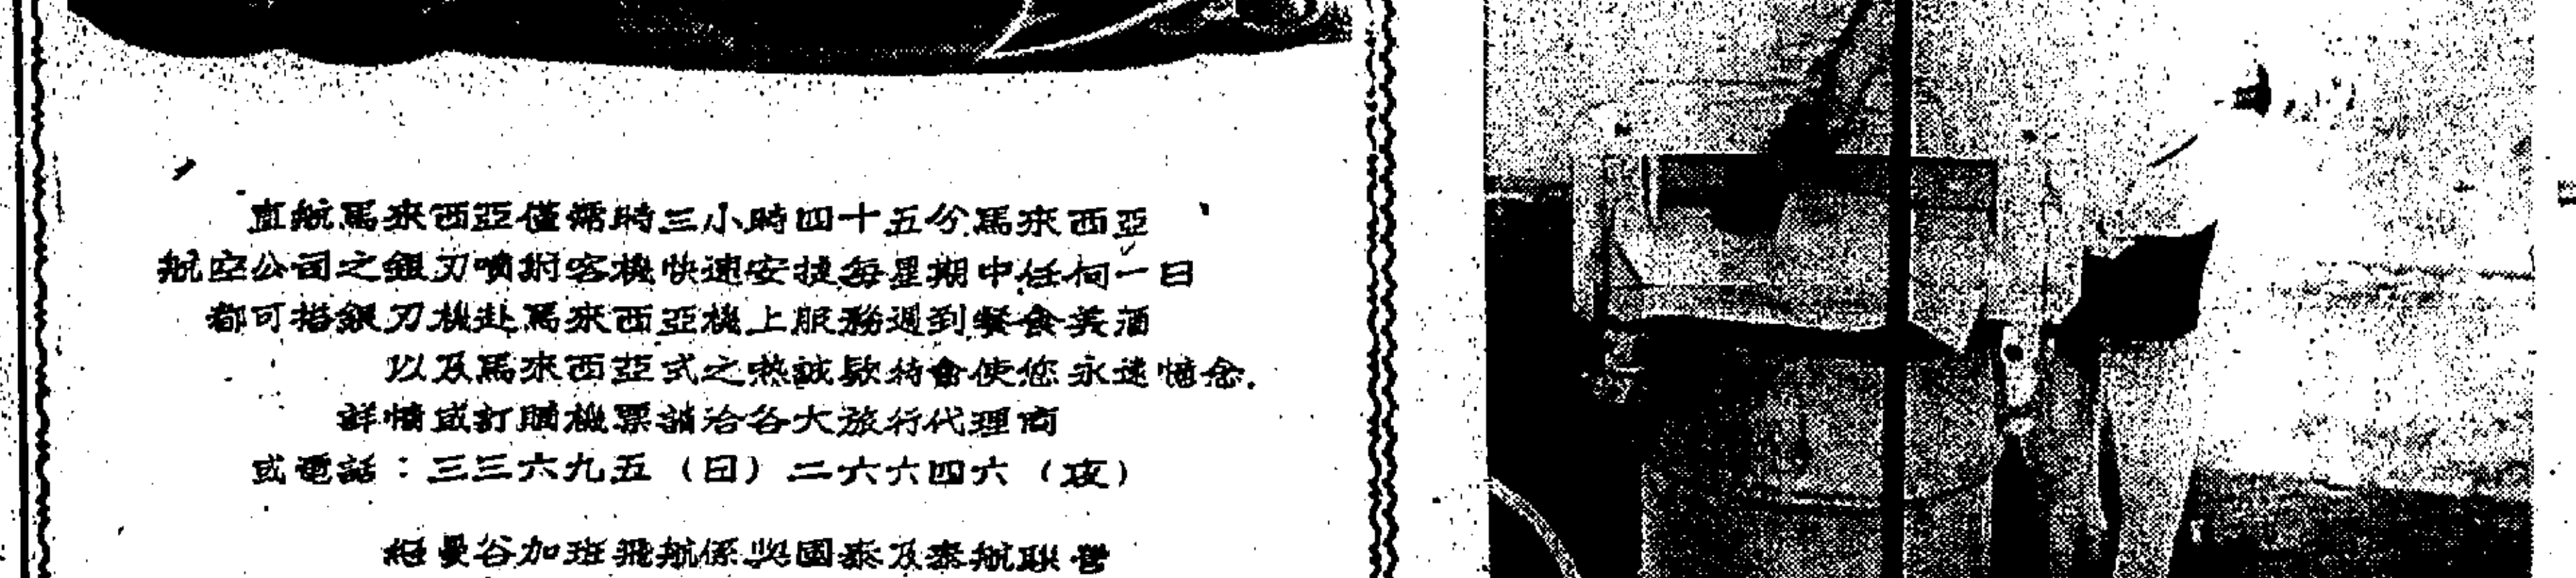 直航馬來西亞僅需時三小時四十五分馬來西亞
航空公司之銀刃噴射客機快速安捷每星期中任何一日
都可搭銀刃機赴馬來西亞機上服務週到餐食美酒
以及馬來西亞式之熱誠款待會使您永遠憶念.
詳情或訂購機票請洽各大旅行代理商
或電話：三三六九五（日）二六六四六（夜）
經曼谷加班飛航係與國泰及泰航聯營